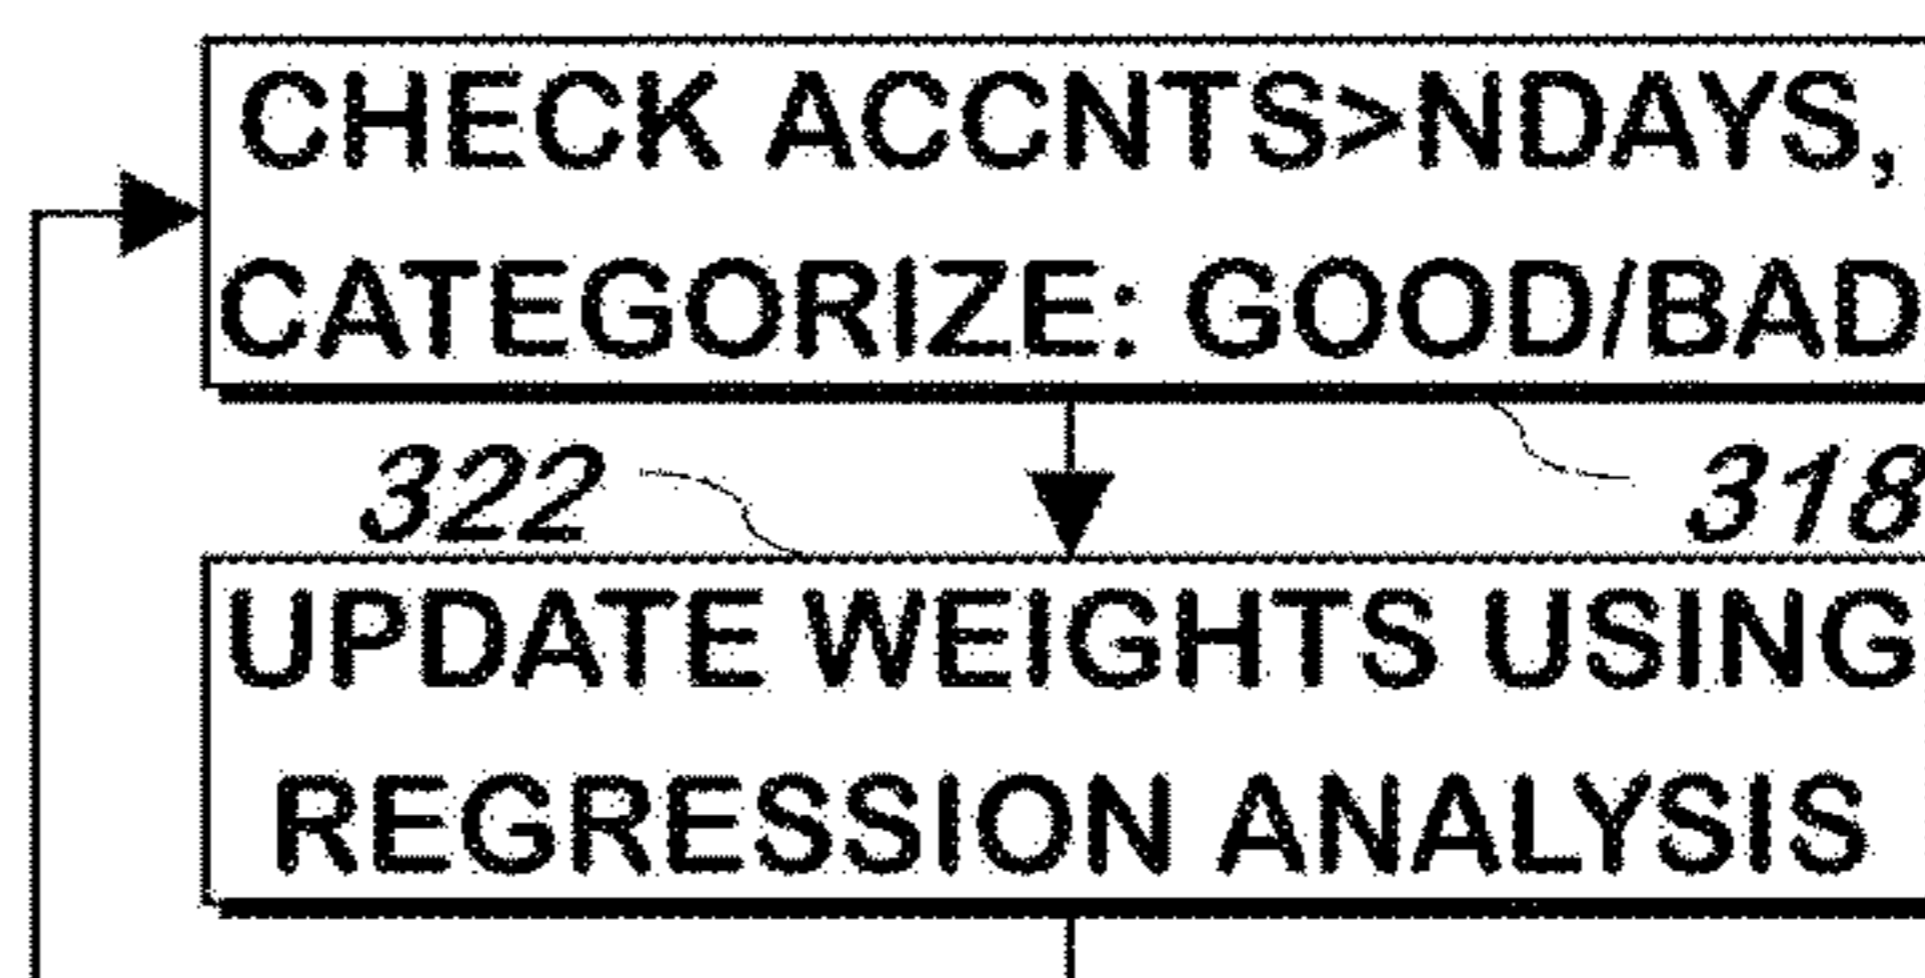 CHECK ACCNTS>NDAYS,
CATEGORIZE: GOOD/BAD
322
318
UPDATE WEIGHTS USING
REGRESSION ANALYSIS